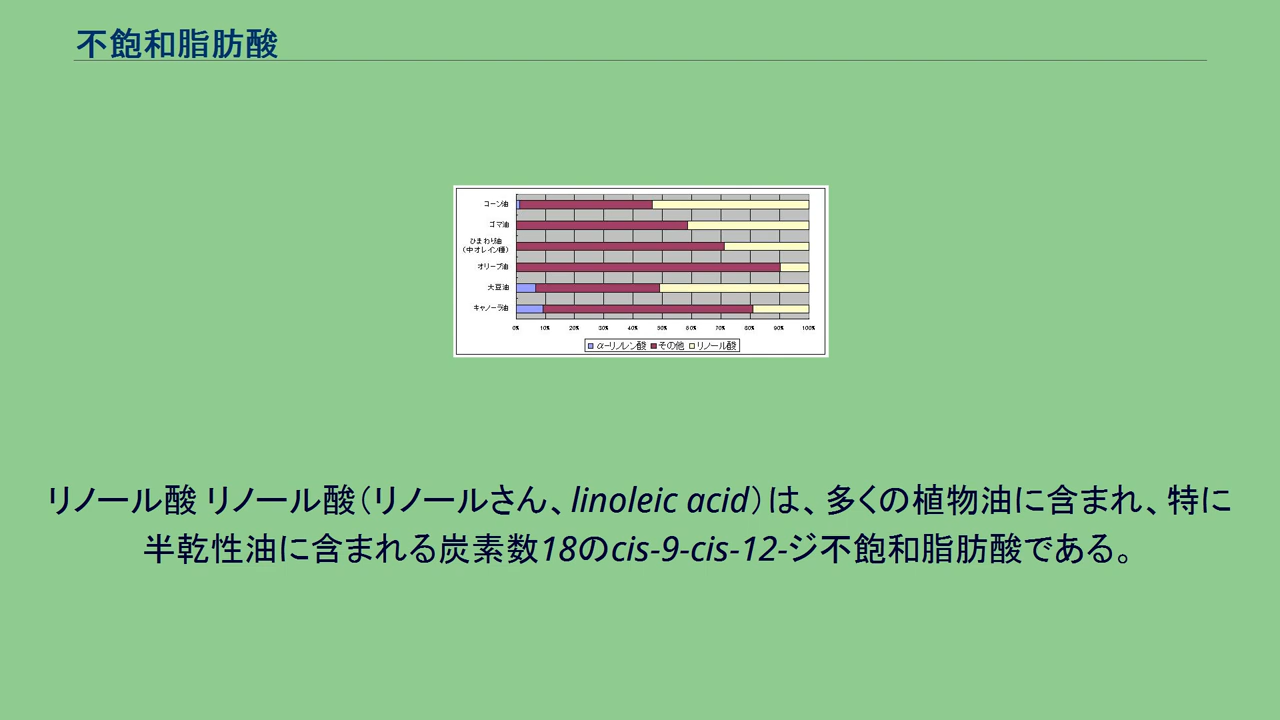 不飽和脂肪酸
コーン油
ゴマ油
ひまわり油
(中オレイン種)
オリーブ油
大豆油
キャノーラ油
0% 10% 20% 30% 40% 50% 60% 70% 80% 90% 100%
α-リノレン酸 その他 リノール酸
リノール酸 リノール酸（リノールさん、linoleic acid）は、多くの植物油に含まれ、特に
半乾性油に含まれる炭素数18のcis-9-cis-12-ジ不飽和脂肪酸である。